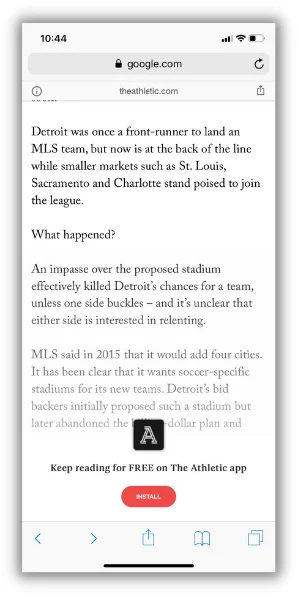 10:44
google.com
theathletic.com
Detroit was once a front-runner to land an
MLS team, but now is at the back of the line
while smaller markets such as St. Louis,
Sacramento and Charlotte stand poised to join
the league.
What happened?
An impasse over the proposed stadium
effectively killed Detroit's chances for a team,
unless one side buckles – and it's unclear that
either side is interested in relenting.
MLS said in 2015 that it would add four cities.
It has been clear that it wants soccer-specific
stadiums for its new teams. Detroit's bid
backers initially proposed such a stadium but
later abandoned the -dollar plan and
A
Keep reading for FREE on The Athletic app
INSTALL